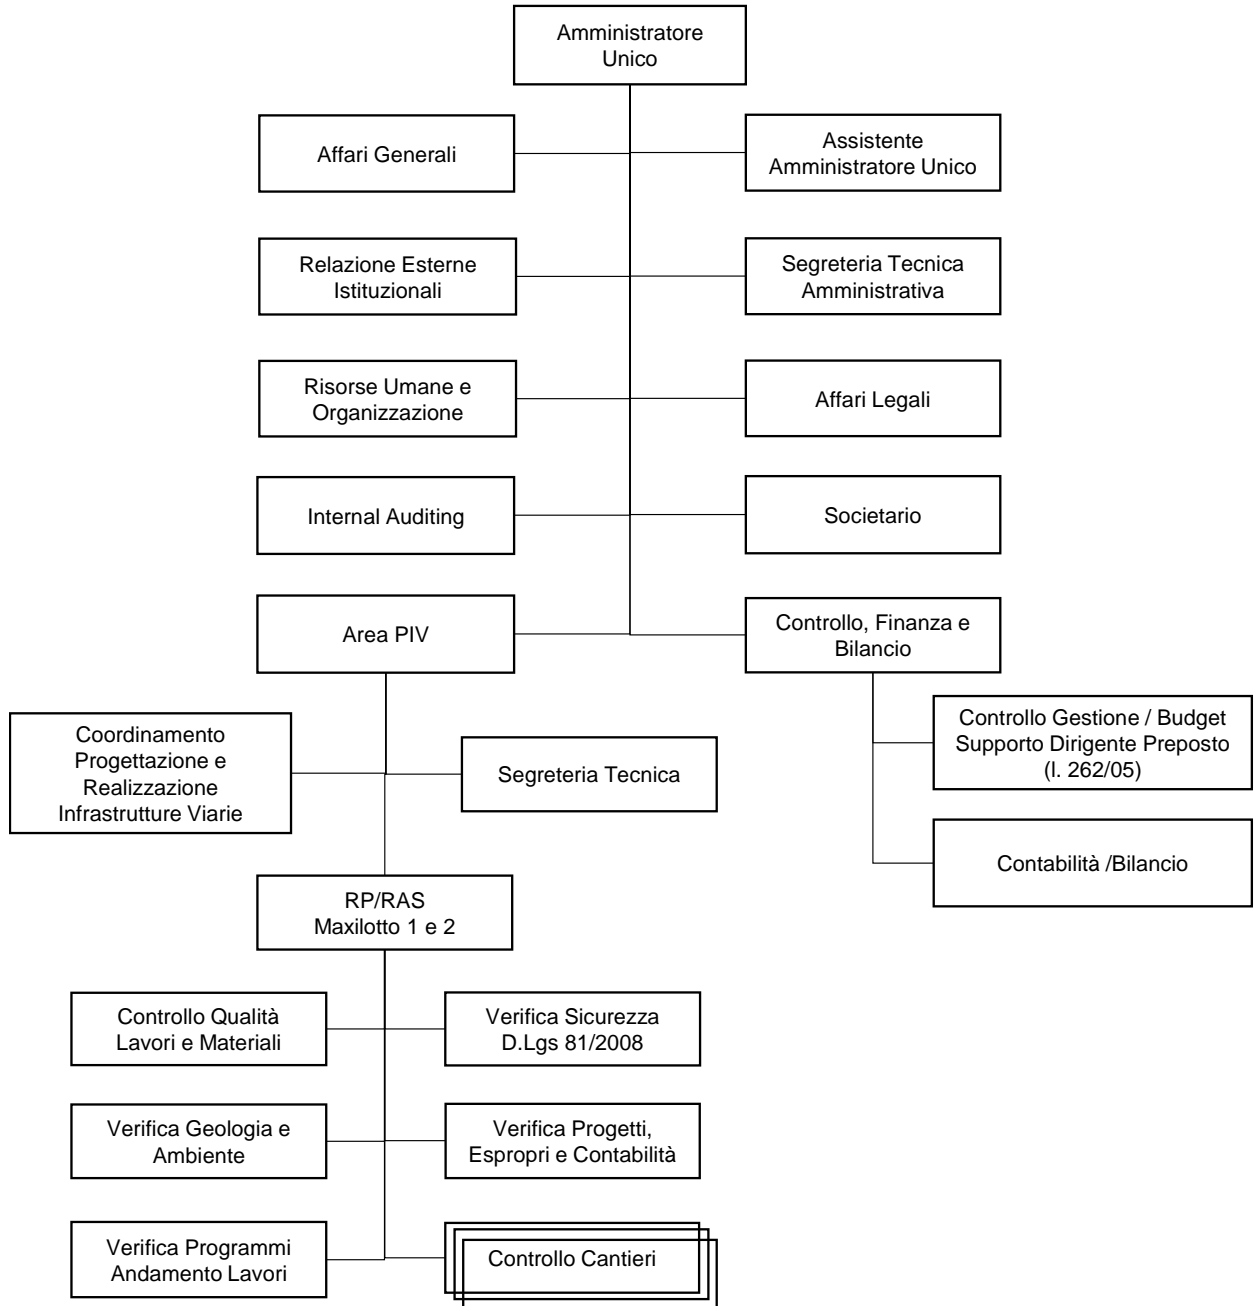 Amministratore
Unico
Affari Generali
Assistente
Amministratore Unico
Relazione Esterne
Istituzionali
Segreteria Tecnica
Amministrativa
Risorse Umane e
Organizzazione
Affari Legali
Internal Auditing
Societario
Area PIV
Controllo, Finanza e
Bilancio
Coordinamento
Progettazione e
Realizzazione
Infrastrutture Viarie
Segreteria Tecnica
Controllo Gestione / Budget
Supporto Dirigente Preposto
(l. 262/05)
Contabilità /Bilancio
RP/RAS
Maxilotto 1 e 2
Controllo Qualità
Lavori e Materiali
Verifica Sicurezza
D.Lgs 81/2008
Verifica Geologia e
Ambiente
Verifica Progetti,
Espropri e Contabilità
Verifica Programmi
Andamento Lavori
Controllo Cantieri